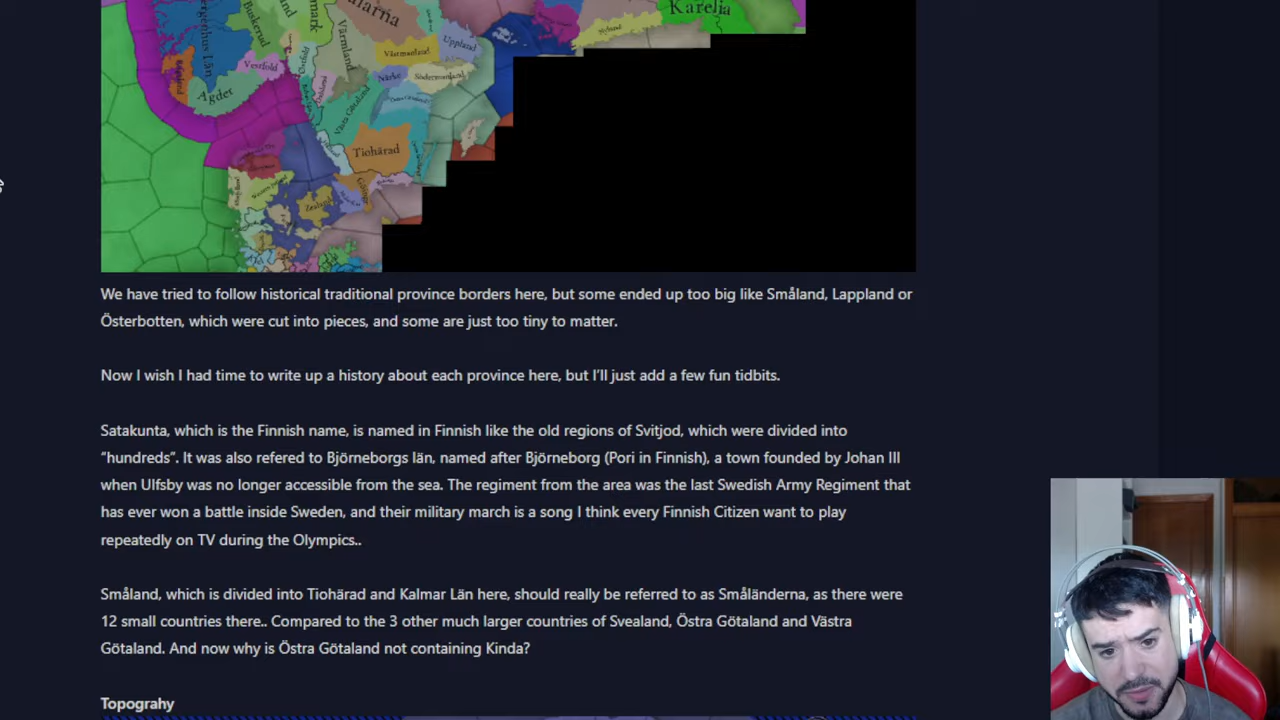 Karelia
Buskerud
Värmland
Västmanland
Uppland
Nyland
Vestfold
Närke
Södermanland
Agder
Västra Götaland
Tiohärad
Zealand
We have tried to follow historical traditional province borders here, but some ended up too big like Småland, Lappland or
Österbotten, which were cut into pieces, and some are just too tiny to matter.
Now I wish I had time to write up a history about each province here, but I'll just add a few fun tidbits.
Satakunta, which is the Finnish name, is named in Finnish like the old regions of Svitjod, which were divided into
“hundreds”. It was also refered to Björneborgs län, named after Björneborg (Pori in Finnish), a town founded by Johan III
when Ulfsby was no longer accessible from the sea. The regiment from the area was the last Swedish Army Regiment that
has ever won a battle inside Sweden, and their military march is a song I think every Finnish Citizen want to play
repeatedly on TV during the Olympics..
Småland, which is divided into Tiohärad and Kalmar Län here, should really be referred to as Småländerna, as there were
12 small countries there.. Compared to the 3 other much larger countries of Svealand, Östra Götaland and Västra
Götaland. And now why is Östra Götaland not containing Kinda?
Topograhy